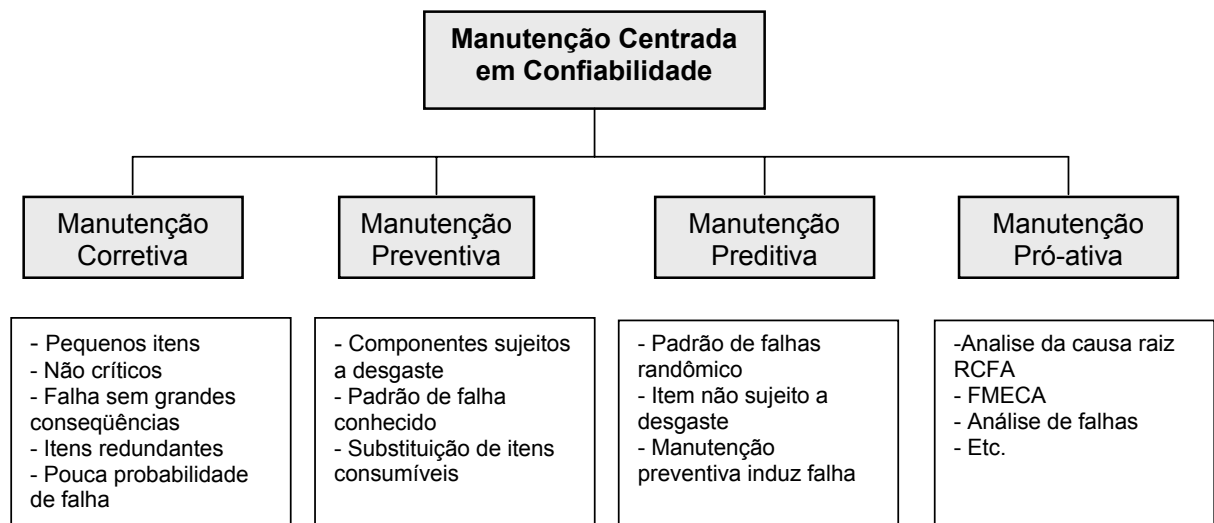 Manutenção Centrada
em Confiabilidade
Manutenção
Corretiva
Manutenção
Preventiva
Manutenção
Preditiva
Manutenção
Pró-ativa
- Pequenos itens
- Não críticos
- Falha sem grandes
conseqüências
- Itens redundantes
- Pouca probabilidade
de falha
- Componentes sujeitos
a desgaste
- Padrão de falha
conhecido
- Substituição de itens
consumíveis
- Padrão de falhas
randômico
- Item não sujeito a
desgaste
- Manutenção
preventiva induz falha
-Analise da causa raiz
RCFA
- FMECA
- Análise de falhas
- Etc.